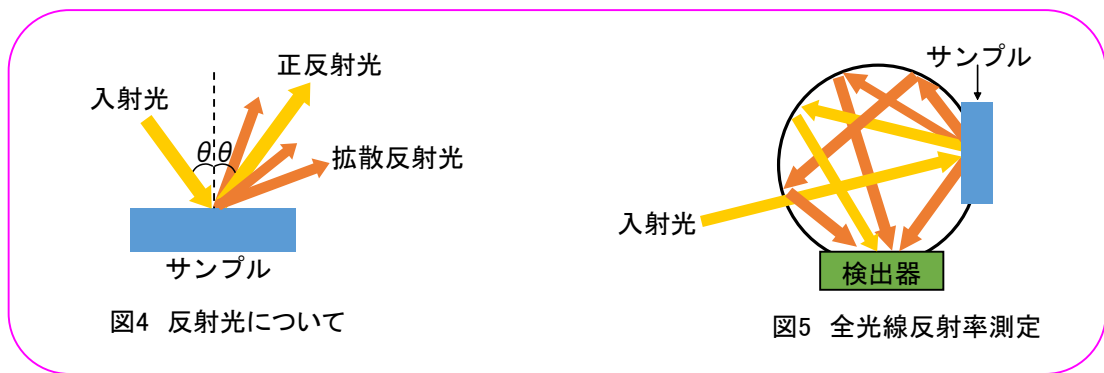 正反射光
入射光
θ θ
拡散反射光
サンプル
図4 反射光について
サンプル
入射光
検出器
図5 全光線反射率測定